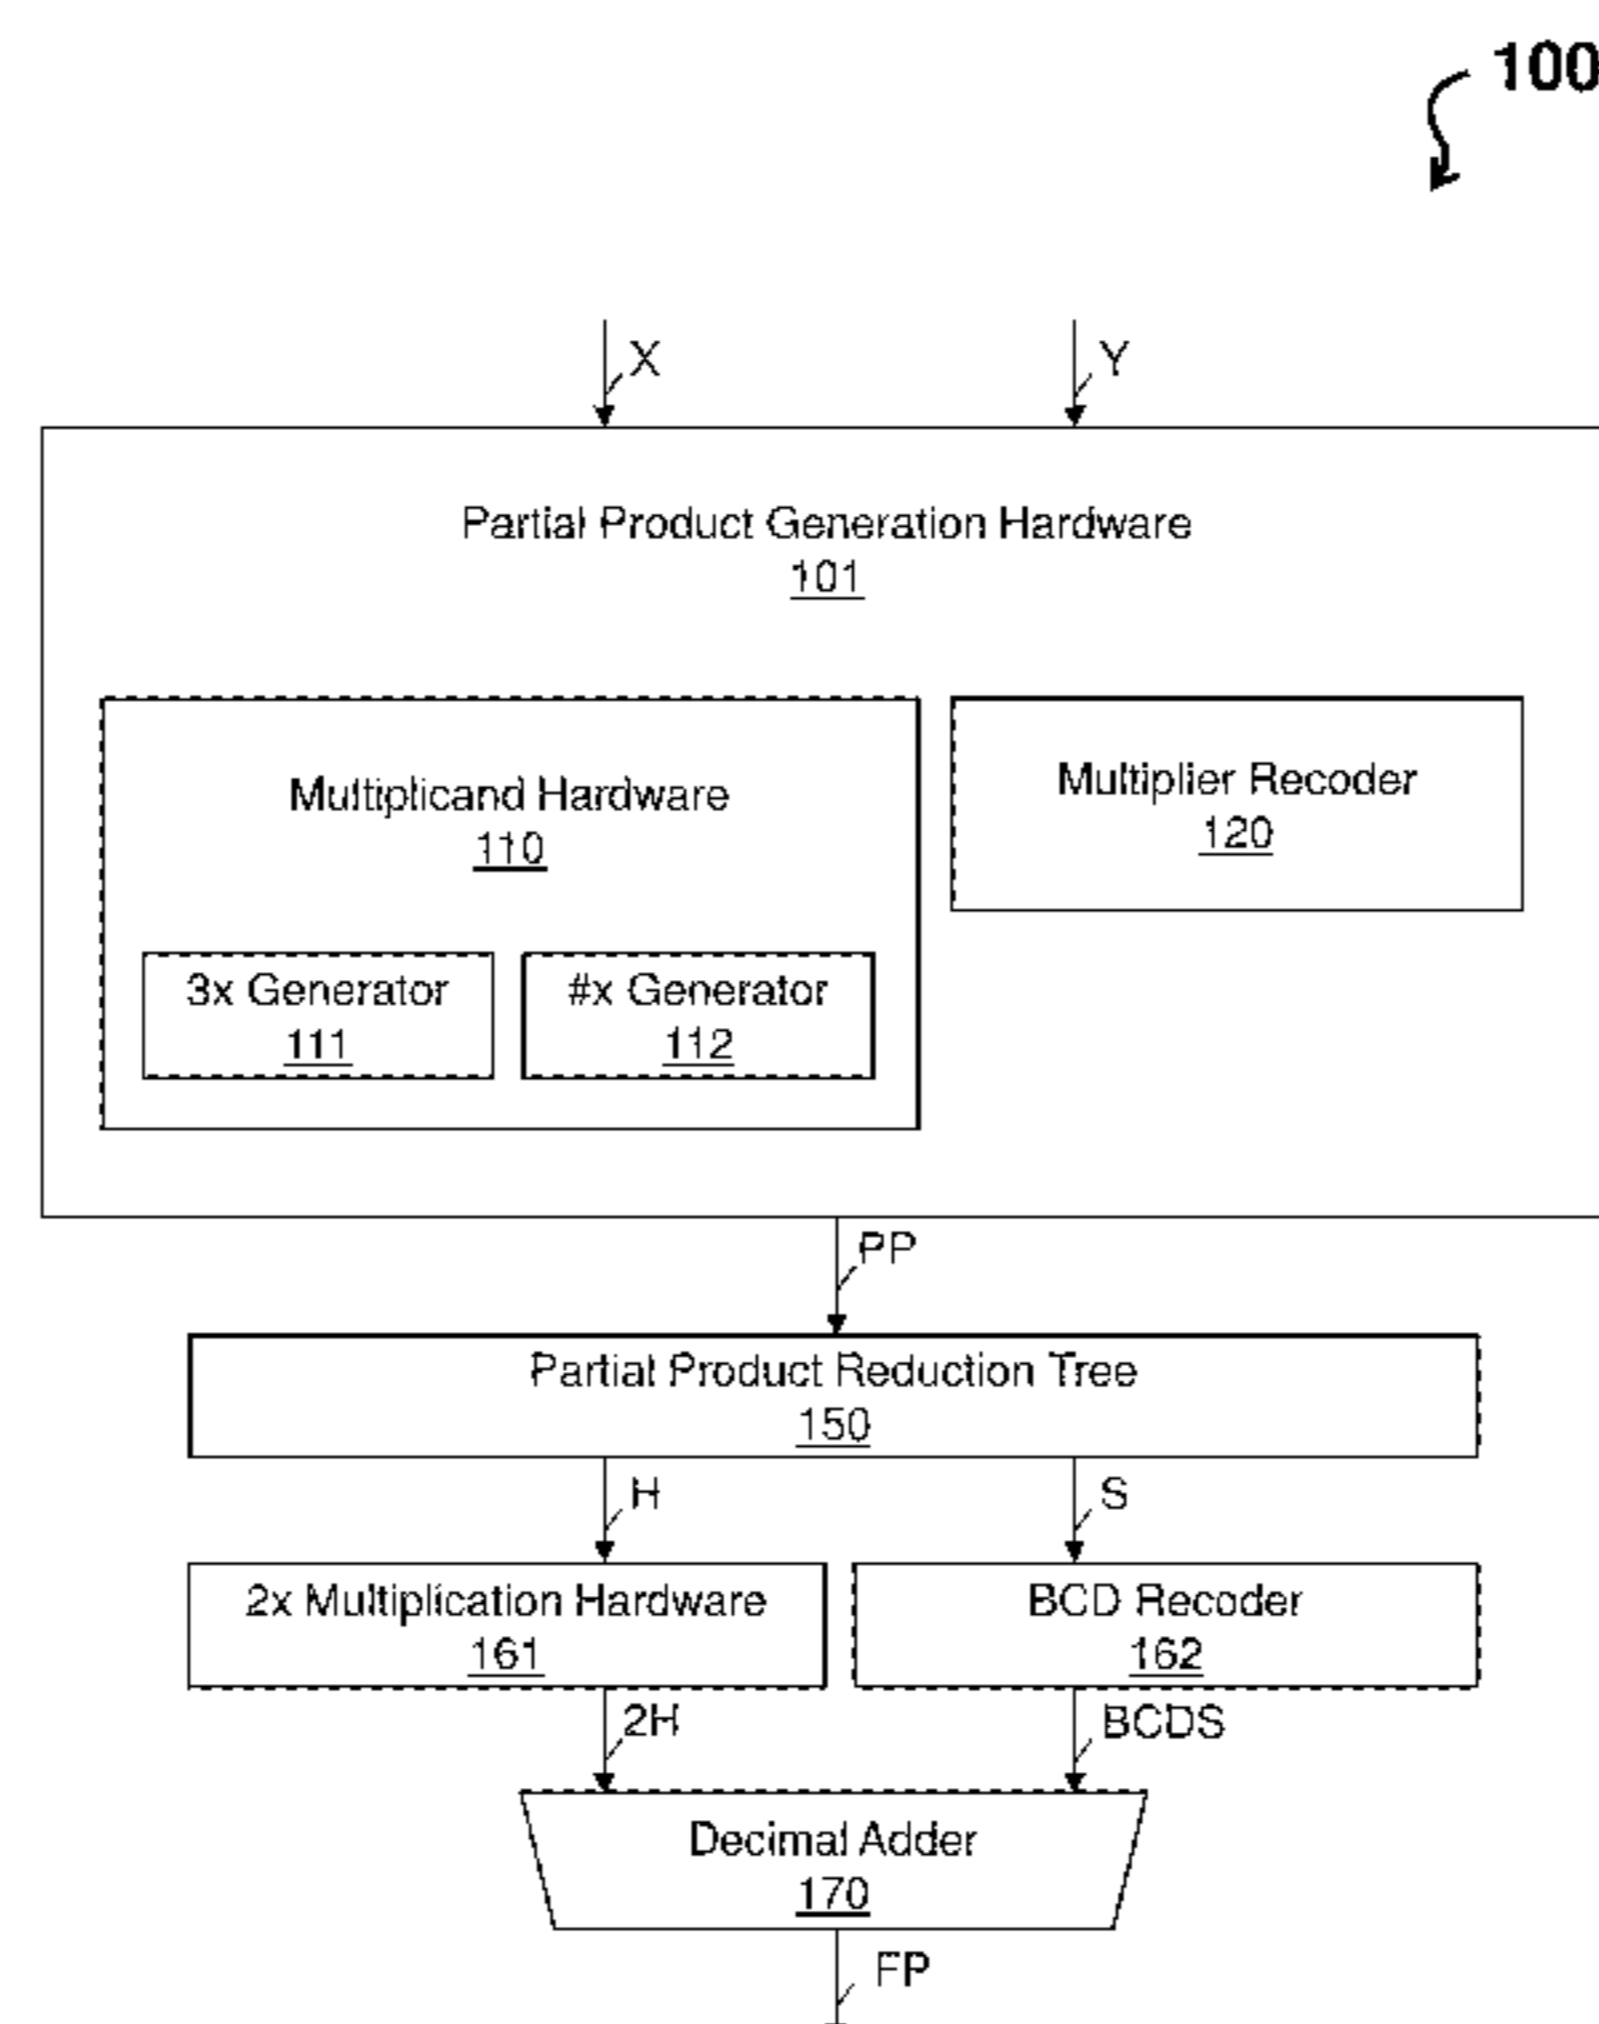 100
X
Y
Partial Product Generation Hardware
101
Multiplicand Hardware
110
Multiplier Recoder
120
3x Generator
111
#x Generator
112
PP
Partial Product Reduction Tree
150
H
S
2x Multiplication Hardware
161
BCD Recoder
162
2H
BCDS
Decimal Adder
170
FP